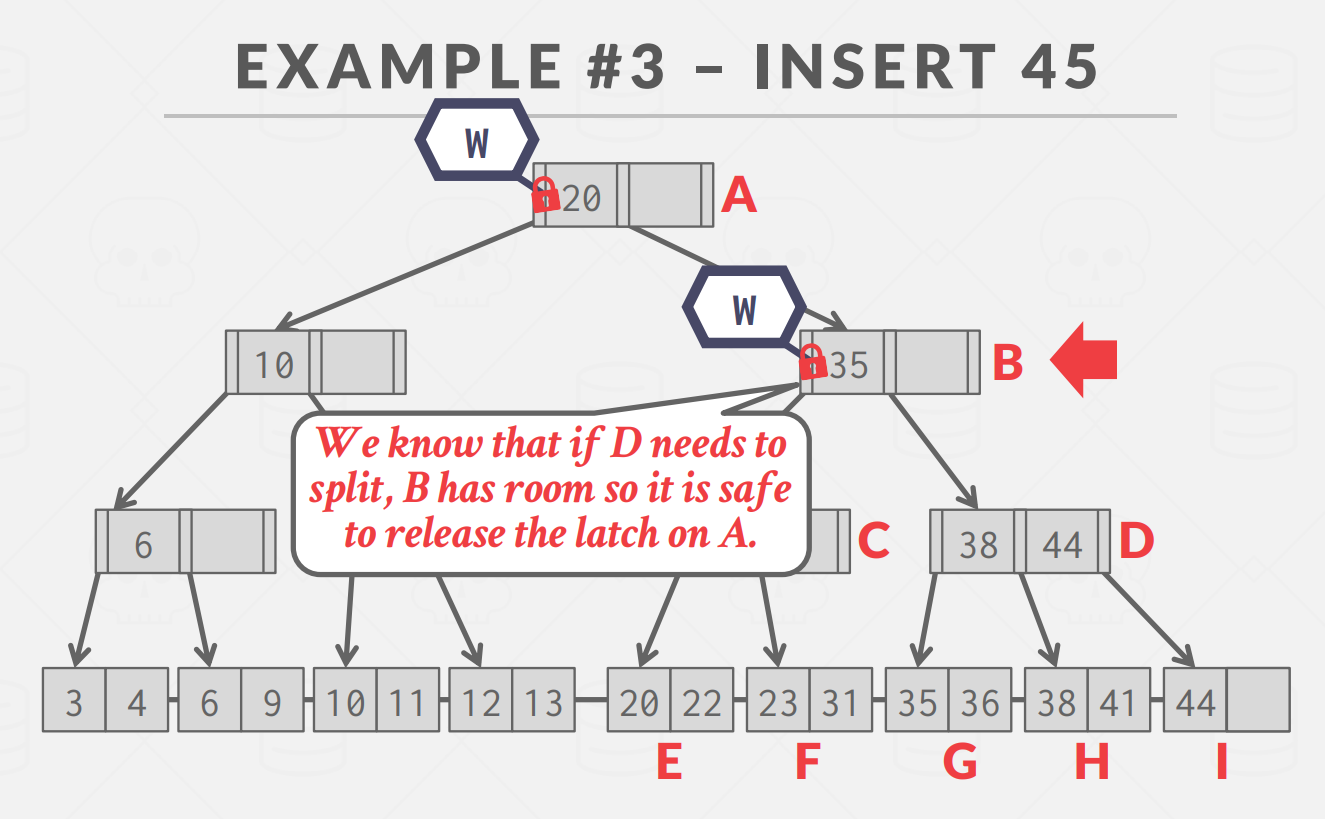 EXAMPLE #3 – INSERT 45
W
20 A
W
10
35 B
We know that if D needs to
split, B has room so it is safe
to release the latch on A.
6
C
38 44 D
3 4 6 9 10 11 12 13 20 22 23 31 35 36 38 41 44
E F G H I